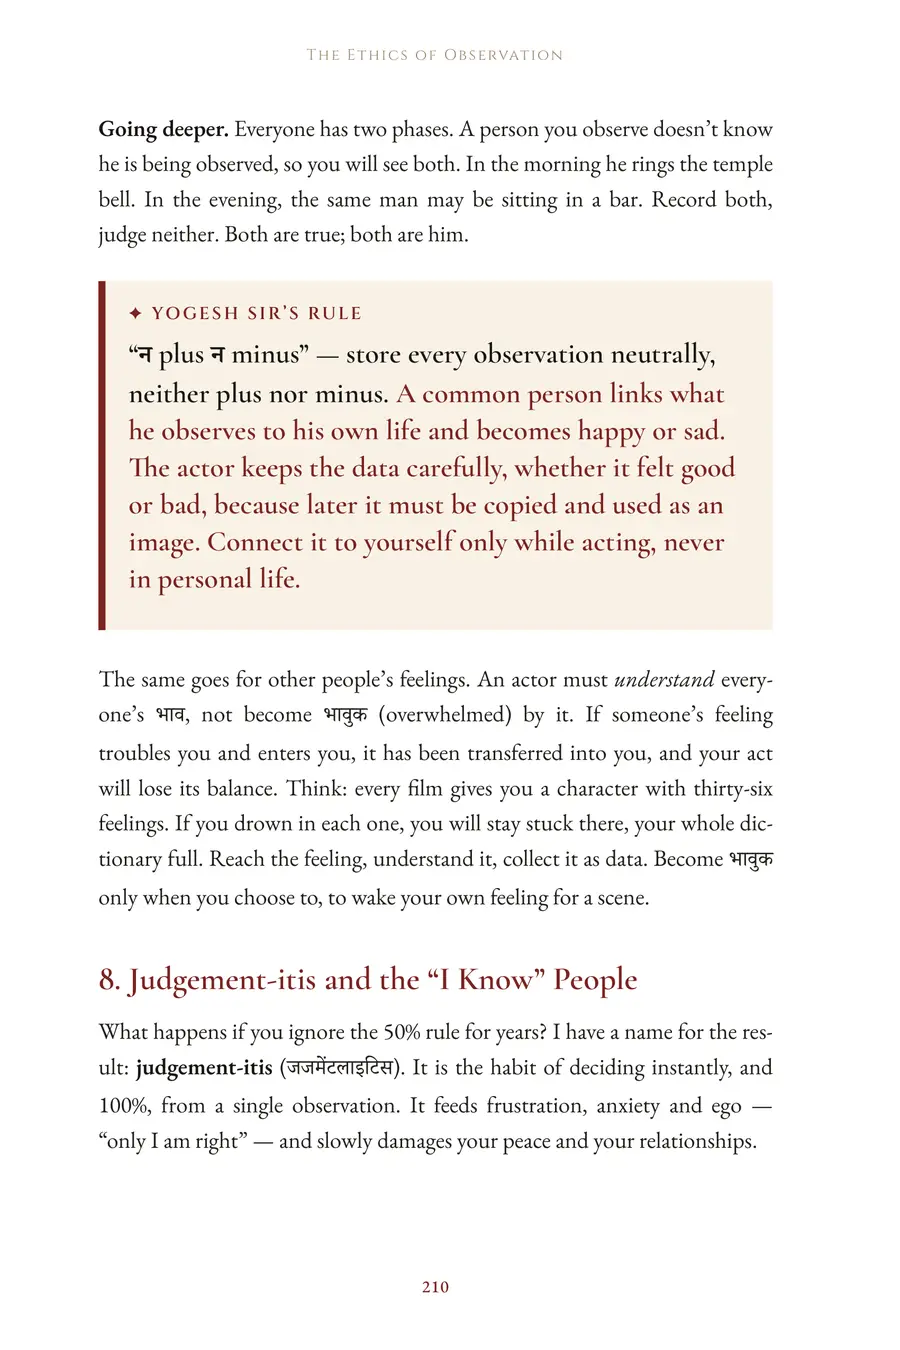 THE ETHICS OF OBSERVATION
Going deeper. Everyone has two phases. A person you observe doesn’t know
he is being observed, so you will see both. In the morning he rings the temple
bell. In the evening, the same man may be sitting in a bar. Record both,
judge neither. Both are true; both are him.
✦ YOGESH SIR’S RULE
“न plus न minus” — store every observation neutrally,
neither plus nor minus. A common person links what
he observes to his own life and becomes happy or sad.
The actor keeps the data carefully, whether it felt good
or bad, because later it must be copied and used as an
image. Connect it to yourself only while acting, never
in personal life.
The same goes for other people’s feelings. An actor must understand every-
one’s भाव, not become भावुक (overwhelmed) by it. If someone’s feeling
troubles you and enters you, it has been transferred into you, and your act
will lose its balance. Think: every film gives you a character with thirty-six
feelings. If you drown in each one, you will stay stuck there, your whole dic-
tionary full. Reach the feeling, understand it, collect it as data. Become भावुक
only when you choose to, to wake your own feeling for a scene.
8. Judgement-itis and the “I Know” People
What happens if you ignore the 50% rule for years? I have a name for the res-
ult: judgement-itis (जजमेंटलाइटिस). It is the habit of deciding instantly, and
100%, from a single observation. It feeds frustration, anxiety and ego —
“only I am right” — and slowly damages your peace and your relationships.
210